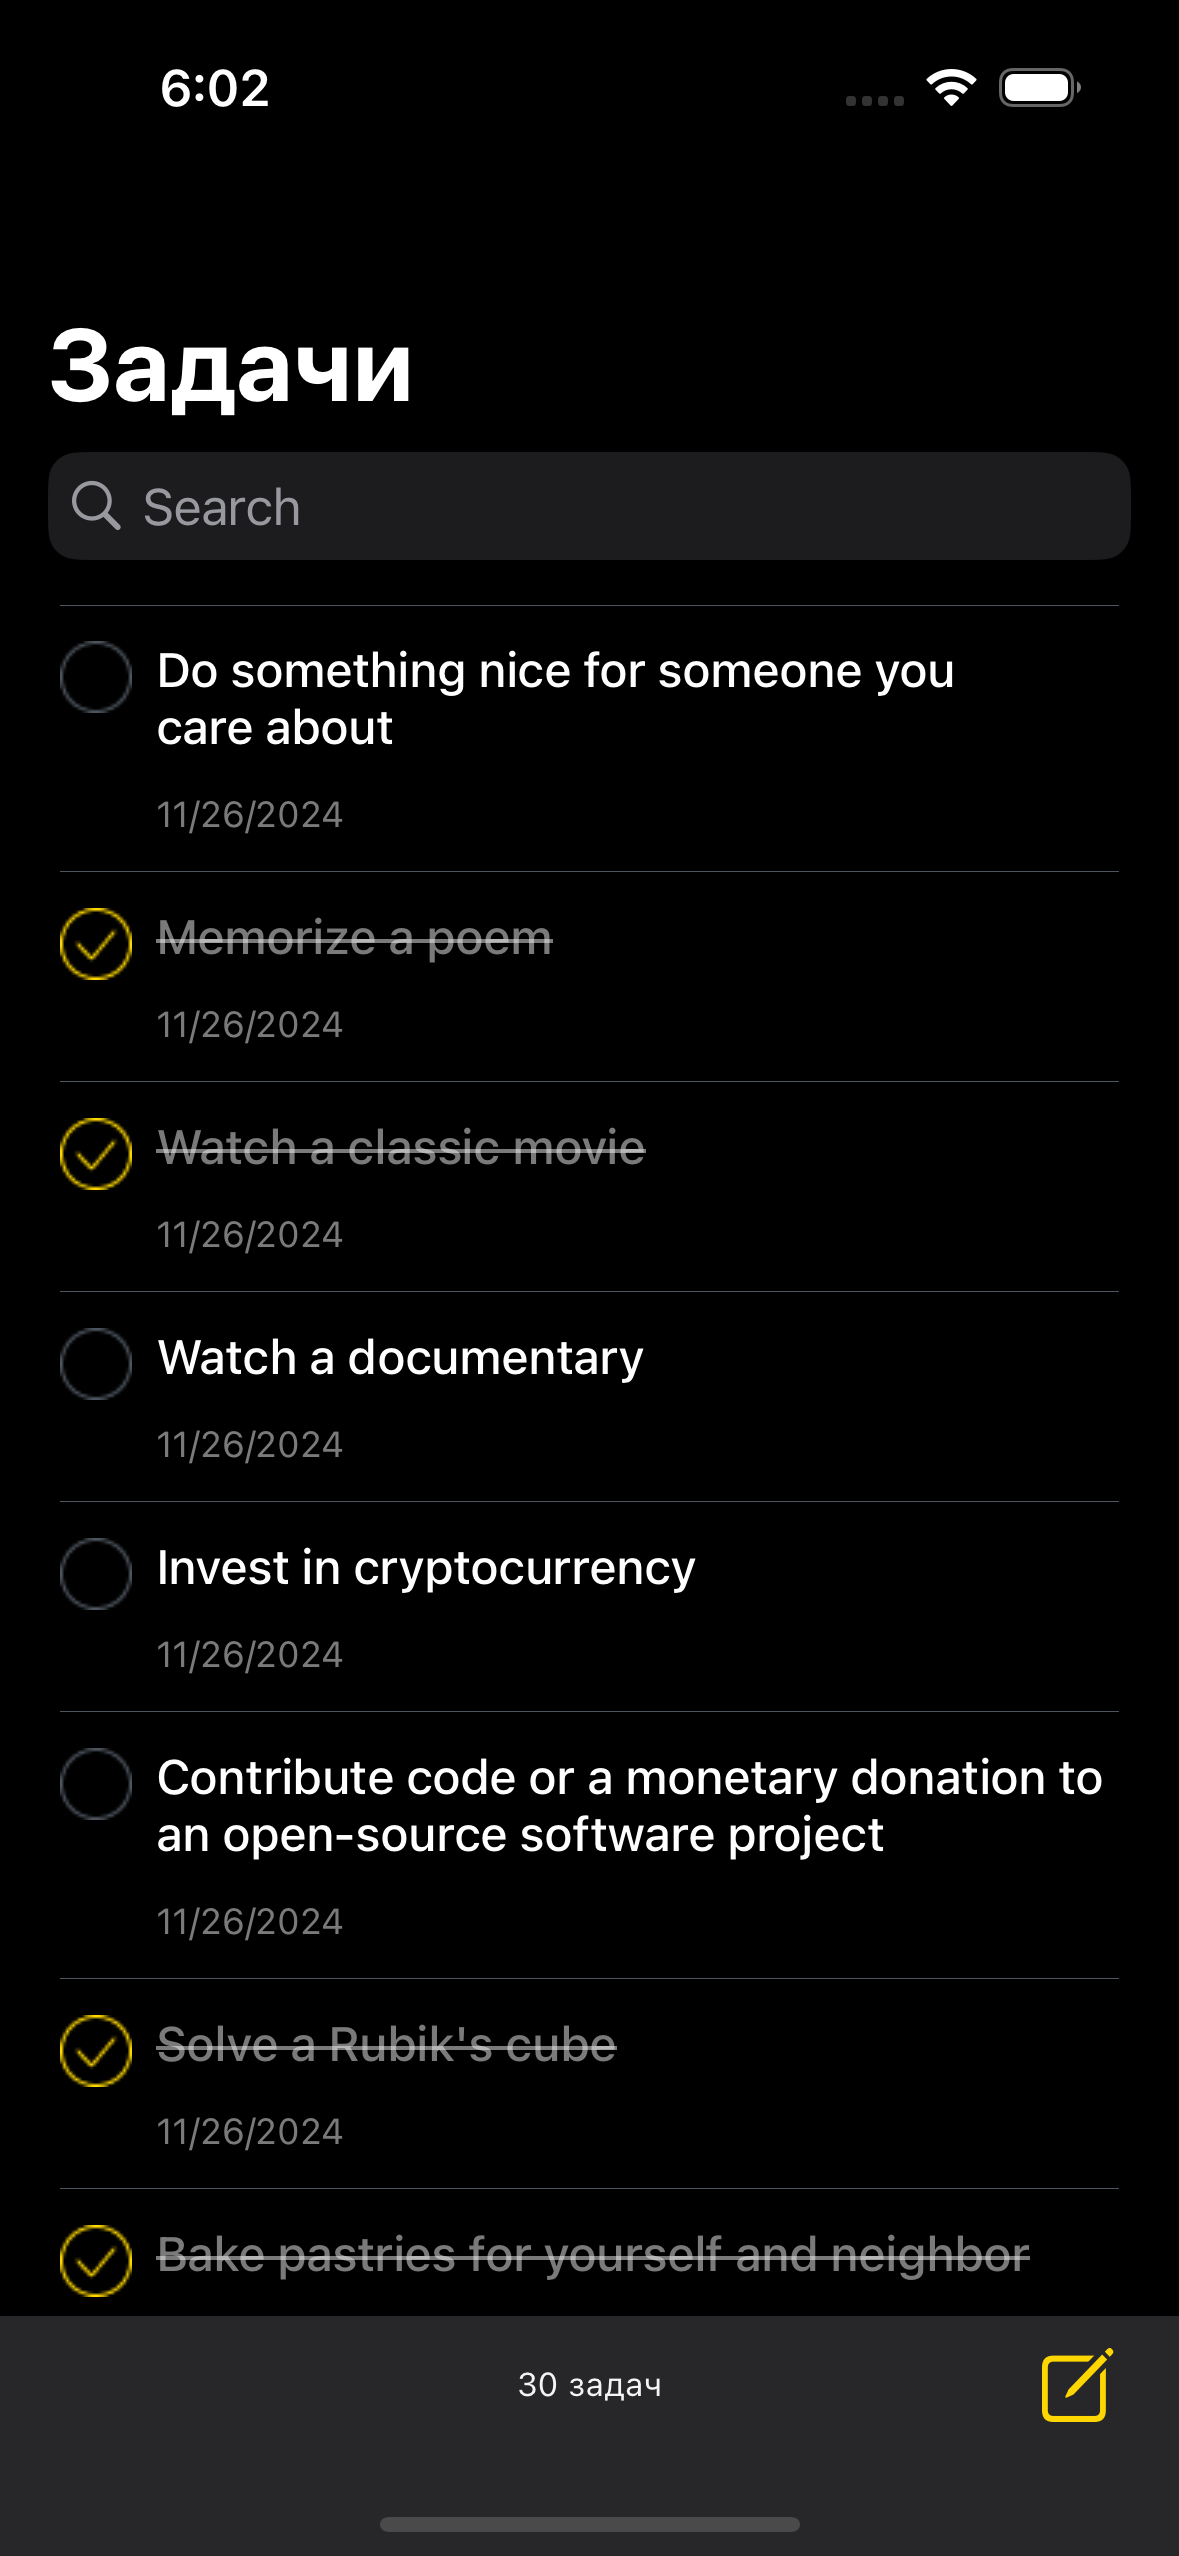 6:02
Задачи
Search
Do something nice for someone you
care about
11/26/2024
Memorize a poem
11/26/2024
Watch a classic movie
11/26/2024
Watch a documentary
11/26/2024
Invest in cryptocurrency
11/26/2024
Contribute code or a monetary donation to
an open-source software project
11/26/2024
Solve a Rubik's cube
11/26/2024
Bake pastries for yourself and neighbor
30 задач